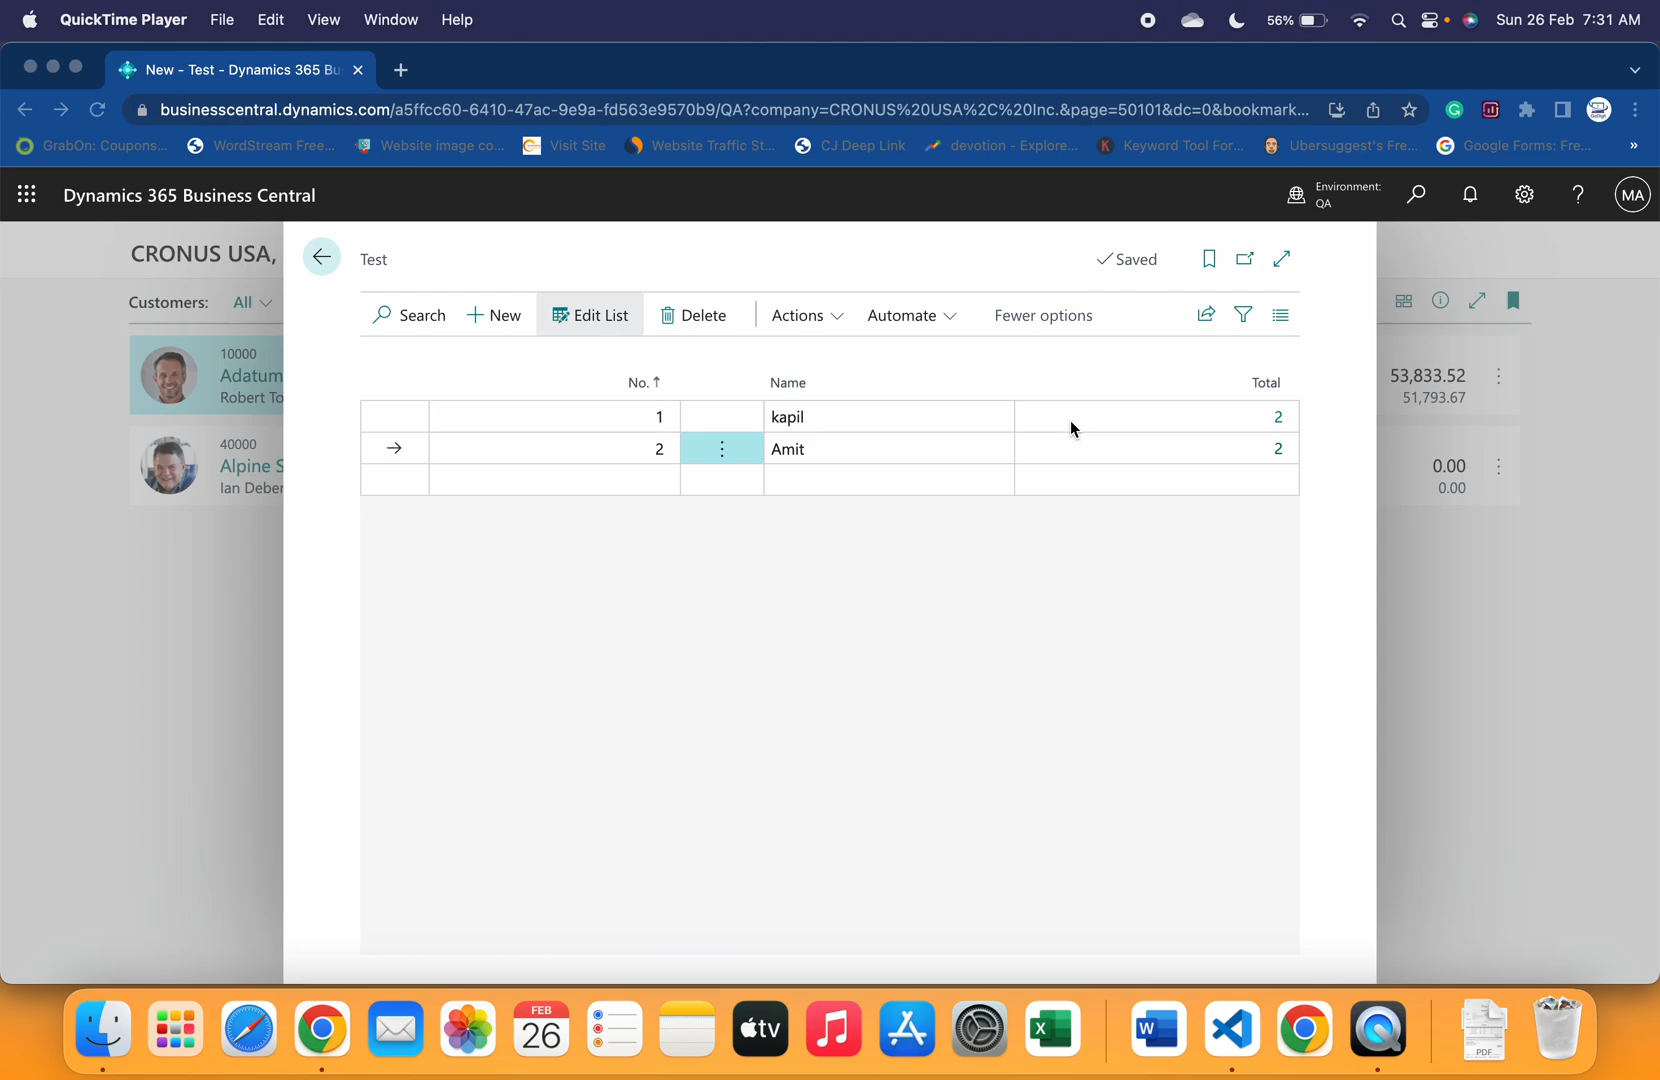 QuickTime Player File Edit View Window Help 56% Sun 26 Feb 7:31 AM
New - Test - Dynamics 365 Bu
businesscentral.dynamics.com/a5ffcc60-6410-47ac-9e9a-fd563e9570b9/QA?company=CRONUS%20USA%2C%20Inc.&page=50101&dc=0&bookmark...
GrabOn: Coupons... WordStream Free... Website image co... Visit Site Website Traffic St... CJ Deep Link devotion - Explore... Keyword Tool For... Ubersuggest's Fre... Google Forms: Fre... »
Dynamics 365 Business Central Environment: QA ? MA
CRONUS USA, Test Saved
Customers: All
Search New Edit List Delete Actions Automate Fewer options
10000
Adatum
Robert To
53,833.52
51,793.67
40000
Alpine S
Ian Deber
0.00
0.00
No. Name Total
1 kapil 2
2 Amit 2
FEB
26
tv
X
W
PDF